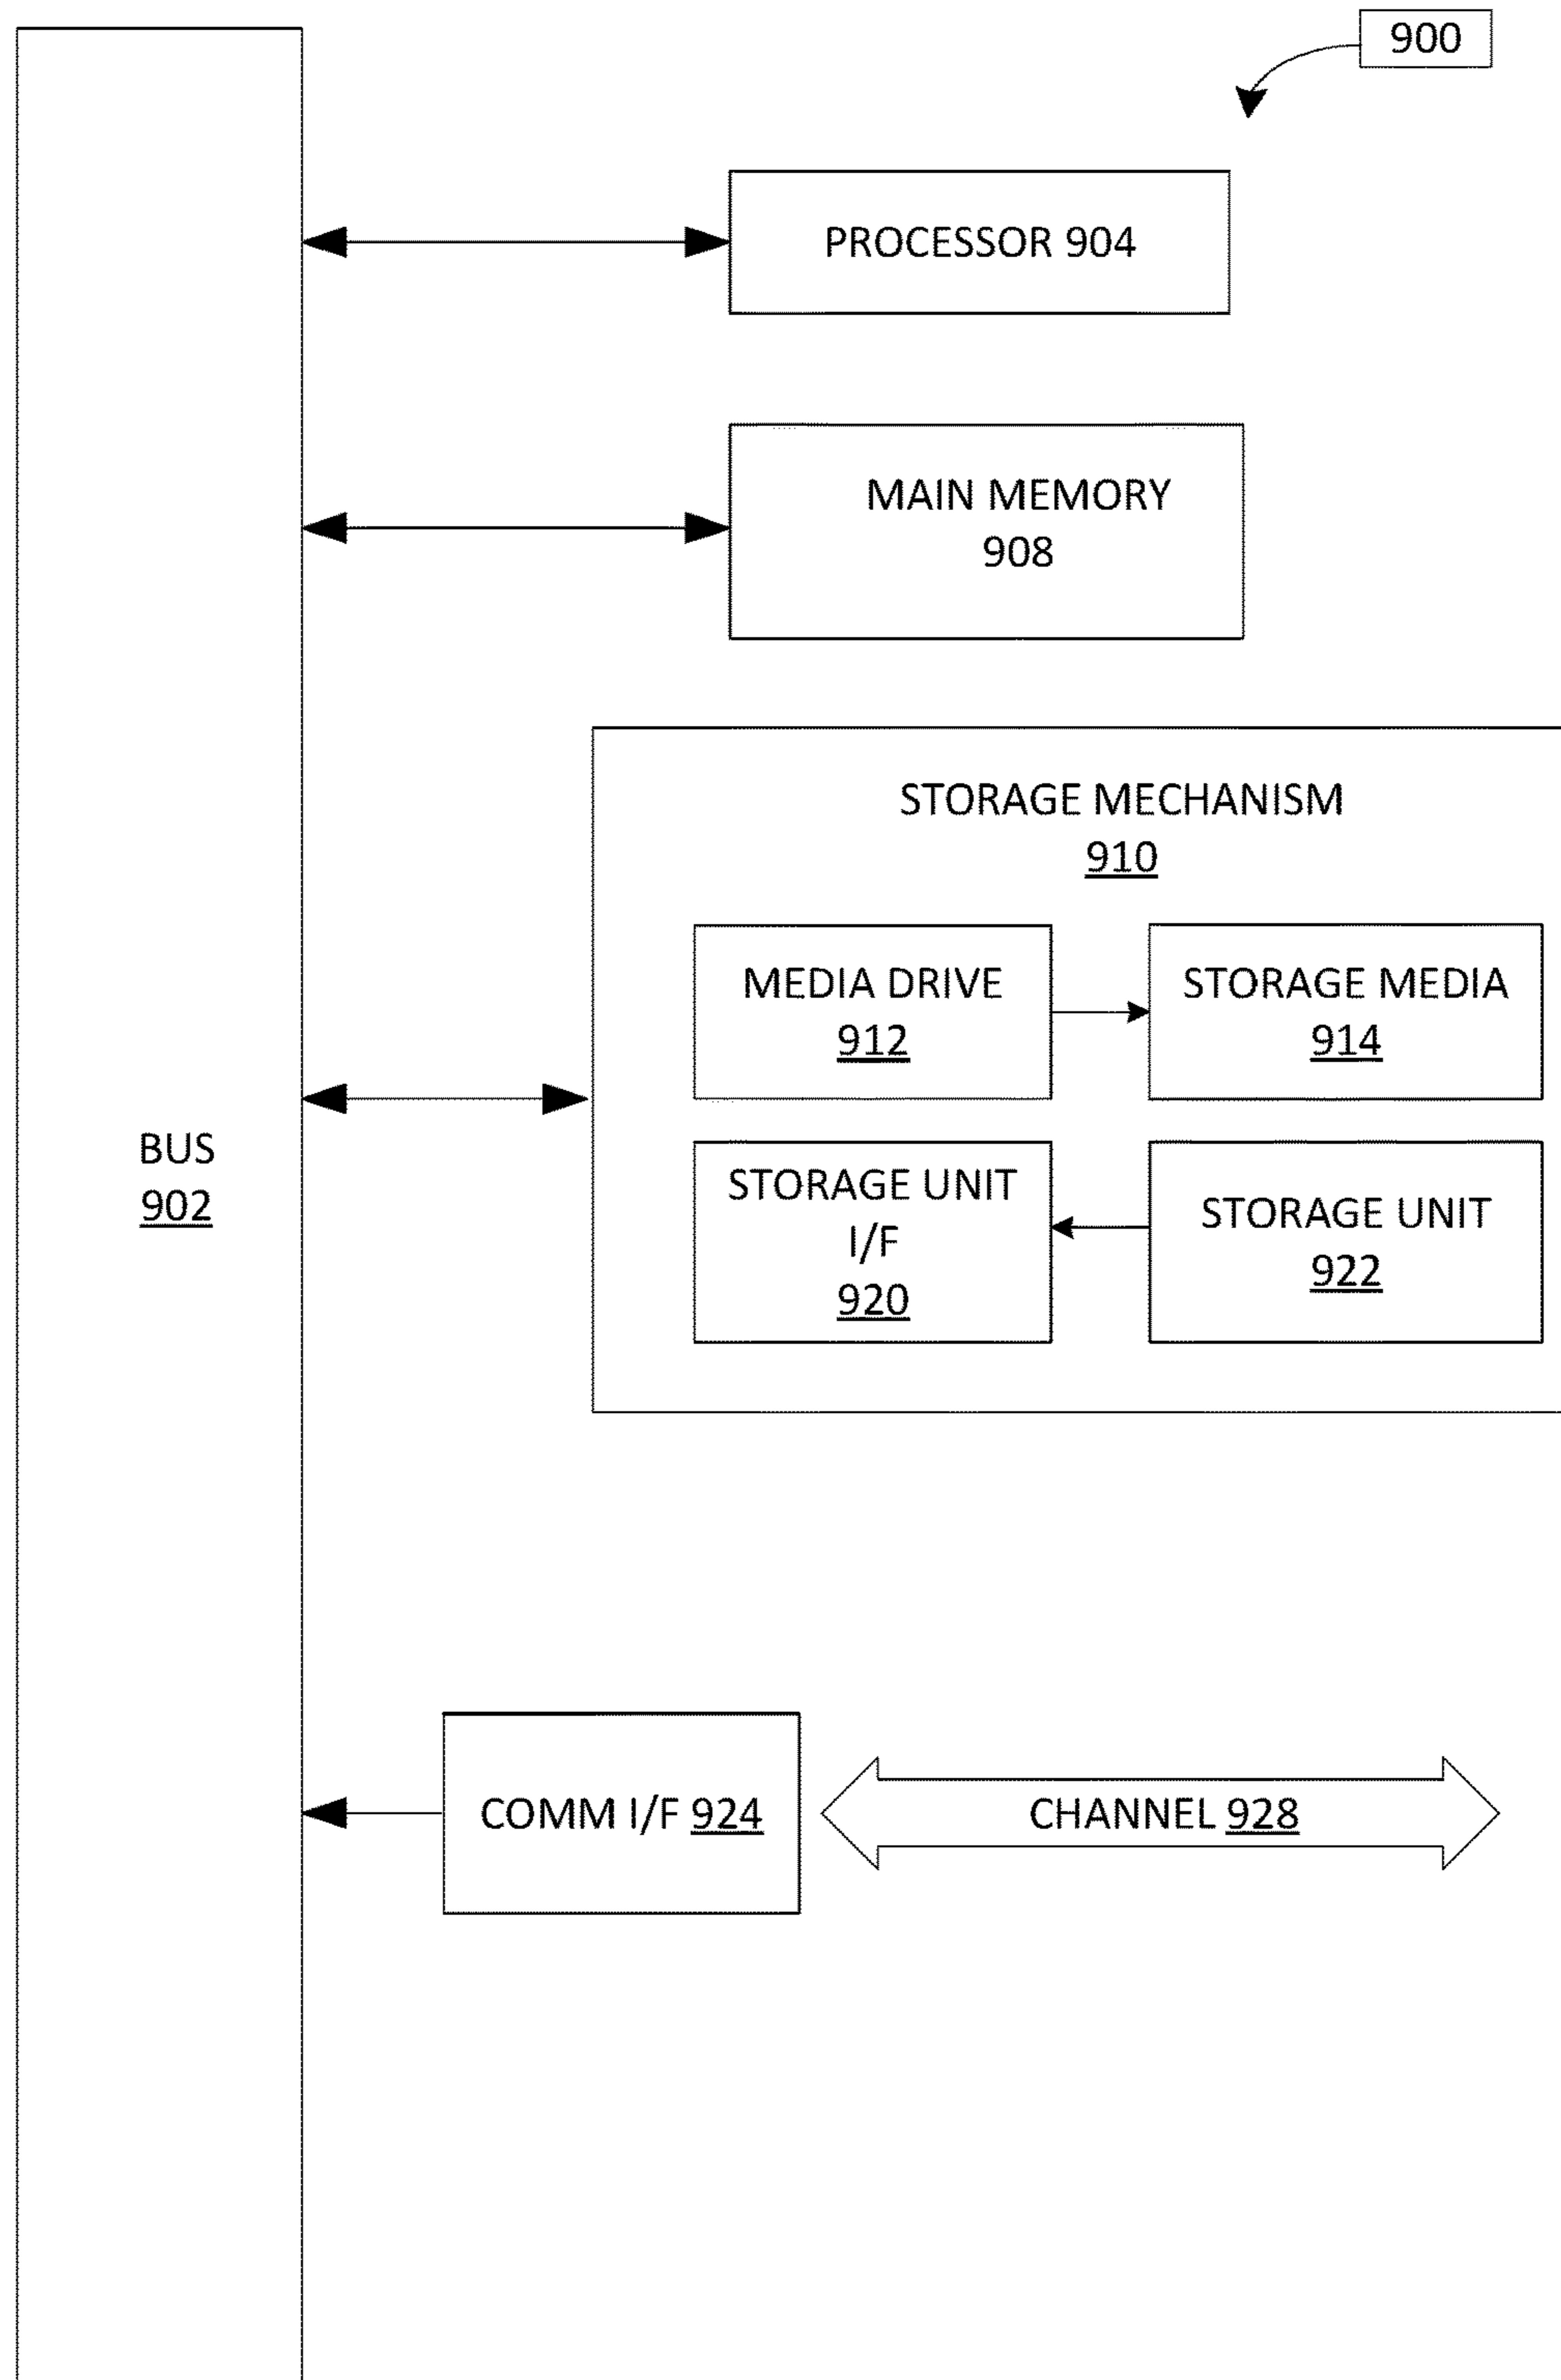 900
PROCESSOR 904
MAIN MEMORY
908
STORAGE MECHANISM
910
MEDIA DRIVE
912
STORAGE MEDIA
914
BUS
902
STORAGE UNIT
I/F
920
STORAGE UNIT
922
COMM I/F 924
CHANNEL 928